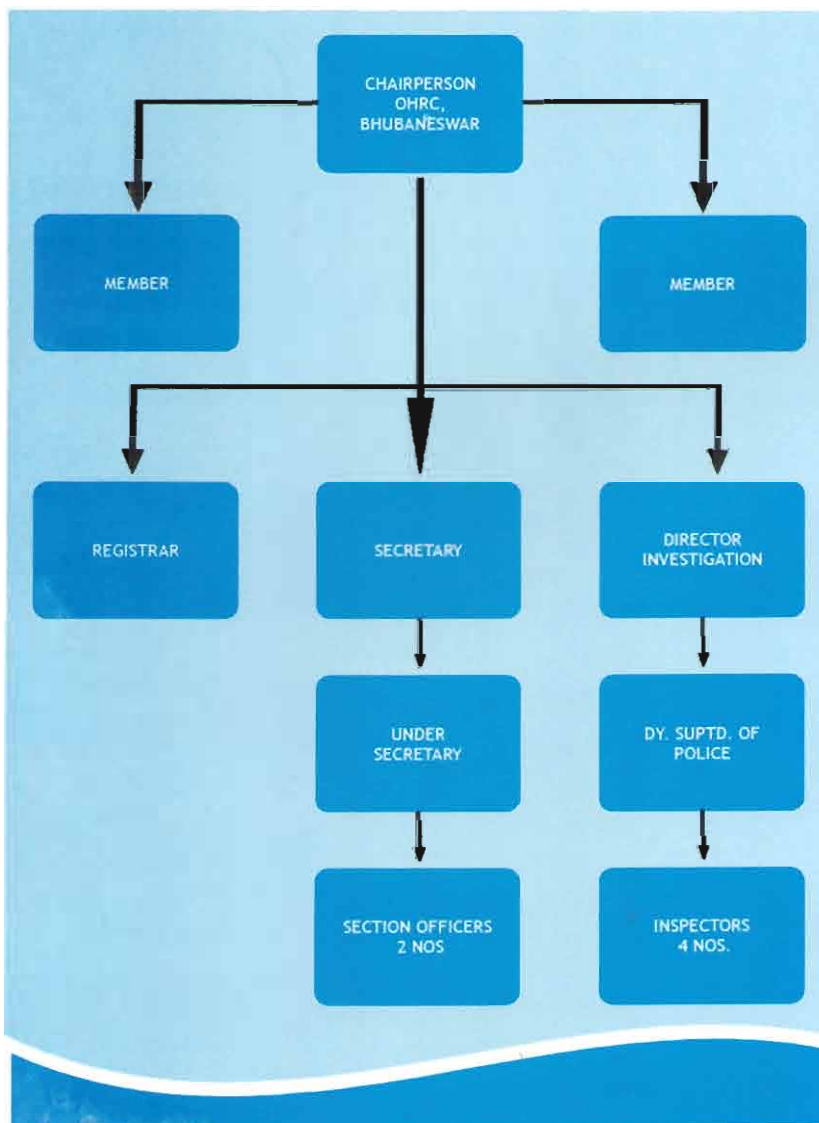 CHAIRPERSON
OHRC,
BHUBANESWAR
MEMBER
MEMBER
REGISTRAR
SECRETARY
DIRECTOR
INVESTIGATION
UNDER
SECRETARY
DY. SUPTD. OF
POLICE
SECTION OFFICERS
2 NOS
INSPECTORS
4 NOS.